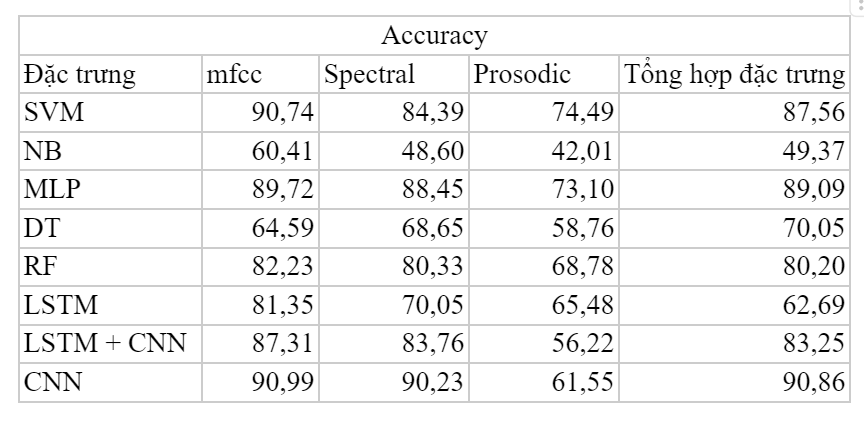 Accuracy
Đặc trưng mfcc Spectral Prosodic Tổng hợp đặc trưng
SVM 90,74 84,39 74,49 87,56
NB 60,41 48,60 42,01 49,37
MLP 89,72 88,45 73,10 89,09
DT 64,59 68,65 58,76 70,05
RF 82,23 80,33 68,78 80,20
LSTM 81,35 70,05 65,48 62,69
LSTM + CNN 87,31 83,76 56,22 83,25
CNN 90,99 90,23 61,55 90,86